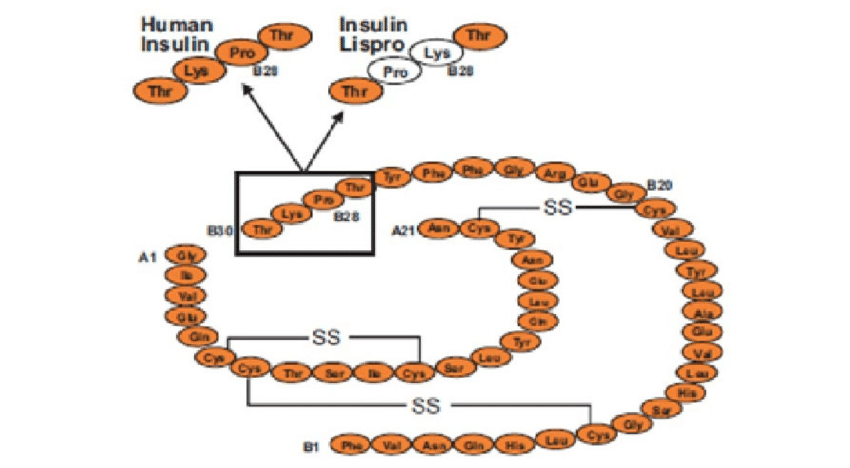 Human
Insulin
Thr Lys Pro Thr
B28
Insulin
Lispro
Thr Pro Lys Thr
B28
B30 Thr Lys Pro Thr Tyr Phe Phe Gly Arg Glu Gly Cys Val Leu Tyr Leu Ala Glu Val Leu His Ser Gly Cys Leu His Gln Asn Val Phe B1
B28
B20
A1 Gly Ile Val Glu Gln Cys Cys Thr Ser Ile Cys Ser Leu Tyr Gln Leu Glu Asn Tyr Cys Asn A21
SS
SS
SS